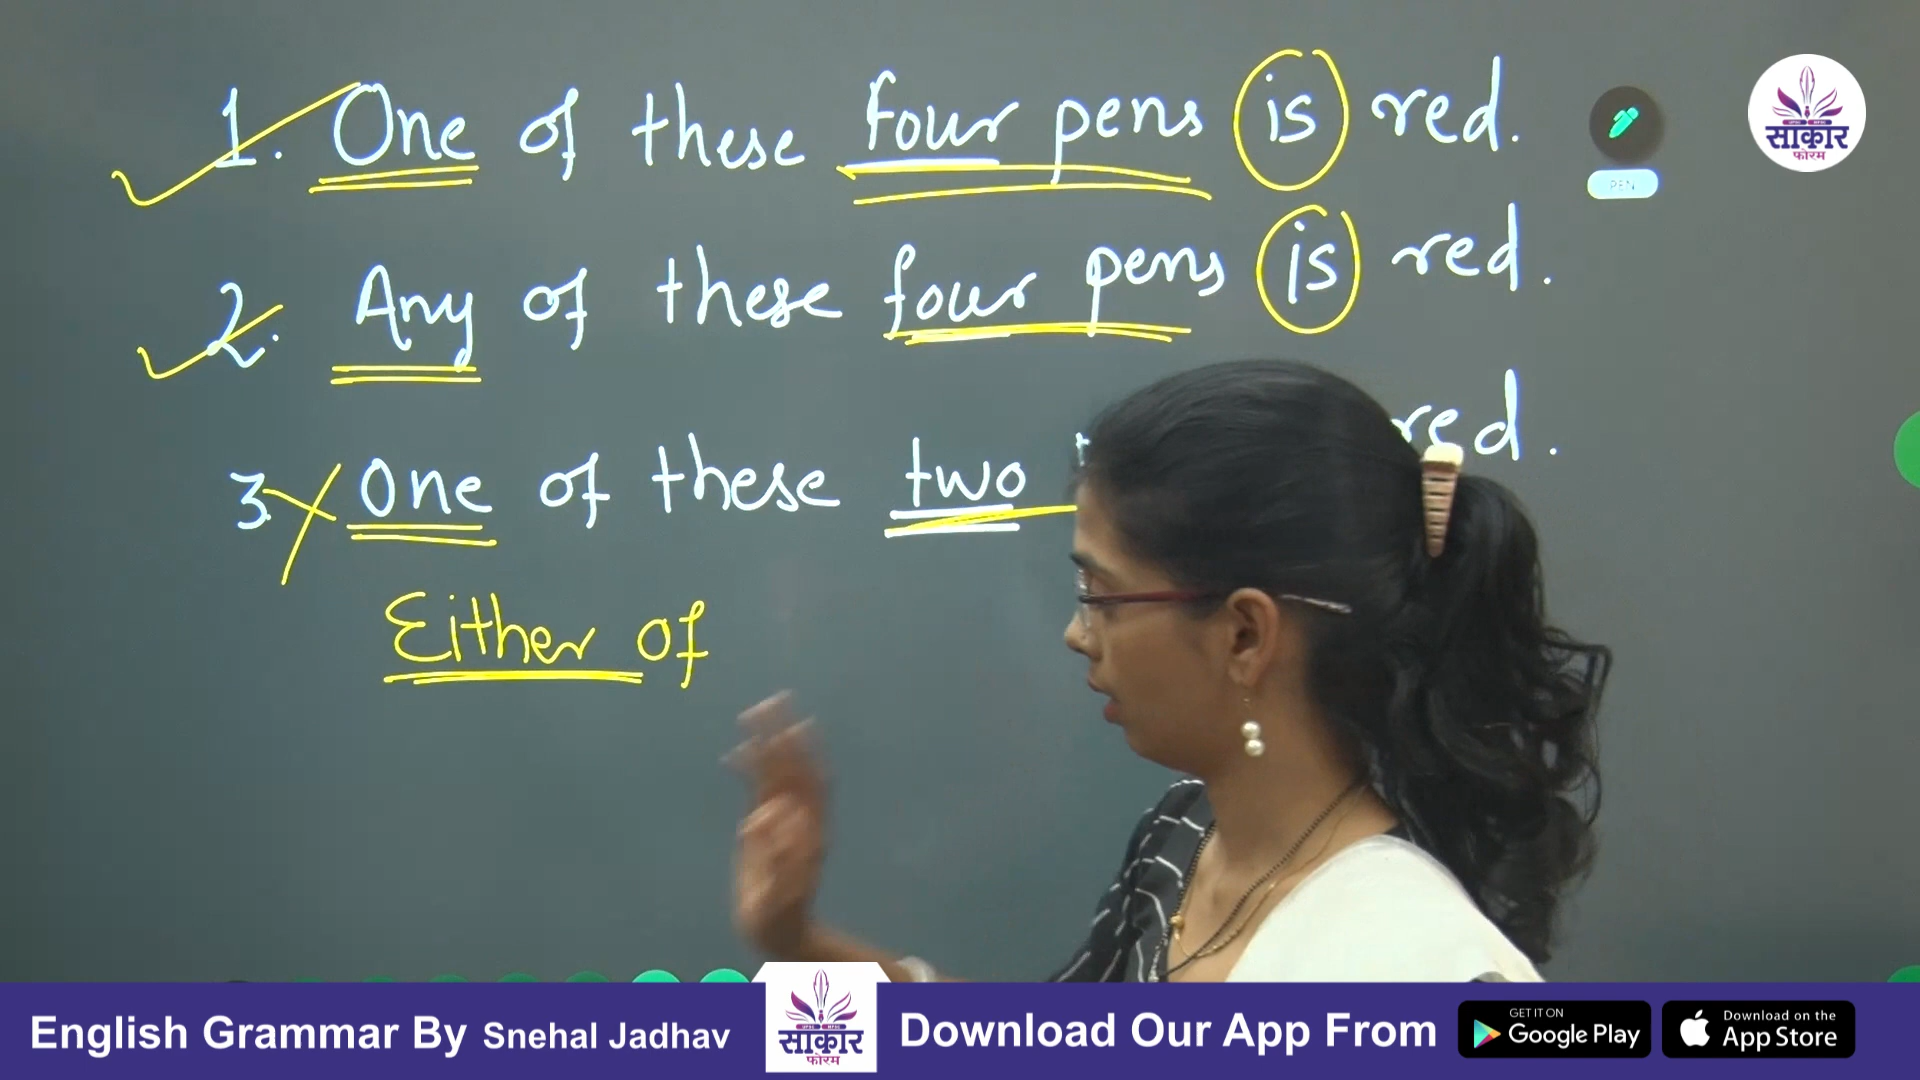 1. One of these four pens is red.
2. Any of these four pens is red.
3. One of these two red.
Either of
PEN
साकार
फोरम
English Grammar By Snehal Jadhav
साकार
फोरम
Download Our App From
GET IT ON
Google Play
Download on the
App Store